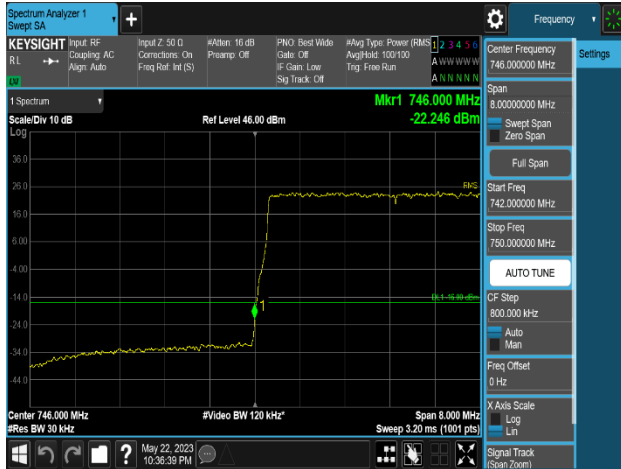 Spectrum Analyzer 1
Swept SA
+
Frequency
KEYSIGHT
Input: RF
Input Z: 50 Ω
#Atten: 16 dB
PNO: Best Wide
#Avg Type: Power (RMS
1 2 3 4 5 6
R L
Coupling: AC
Corrections: On
Preamp: Off
Gate: Off
Avg|Hold: 100/100
A W W W W W
Align: Auto
Freq Ref: Int (S)
IF Gain: Low
Trig: Free Run
Sig Track: Off
A N N N N N
LW
1 Spectrum
Mkr1 746.000 MHz
Scale/Div 10 dB
Ref Level 46.00 dBm
-22.246 dBm
Log
36.0
26.0
RMS
16.0
6.00
-4.00
-14.0
1
-24.0
-34.0
-44.0
Center 746.000 MHz
#Video BW 120 kHz*
Span 8.000 MHz
#Res BW 30 kHz
Sweep 3.20 ms (1001 pts)
?
May 22, 2023
10:36:39 PM
Center Frequency
746.000000 MHz
Settings
Span
8.00000000 MHz
Swept Span
Zero Span
Full Span
Start Freq
742.000000 MHz
Stop Freq
750.000000 MHz
AUTO TUNE
CF Step
800.000 kHz
Auto
Man
Freq Offset
0 Hz
X Axis Scale
Log
Lin
Signal Track
(Span Zoom)